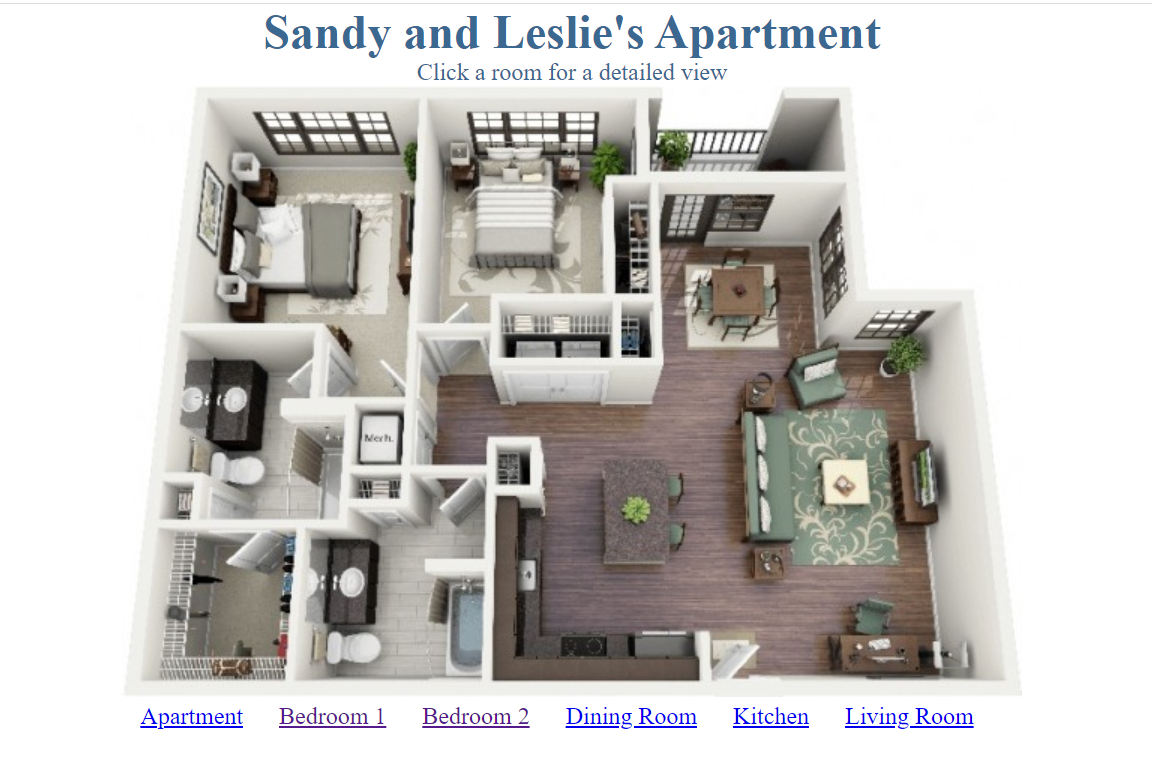 Sandy and Leslie's Apartment
Click a room for a detailed view
Mech.
Apartment Bedroom 1 Bedroom 2 Dining Room Kitchen Living Room